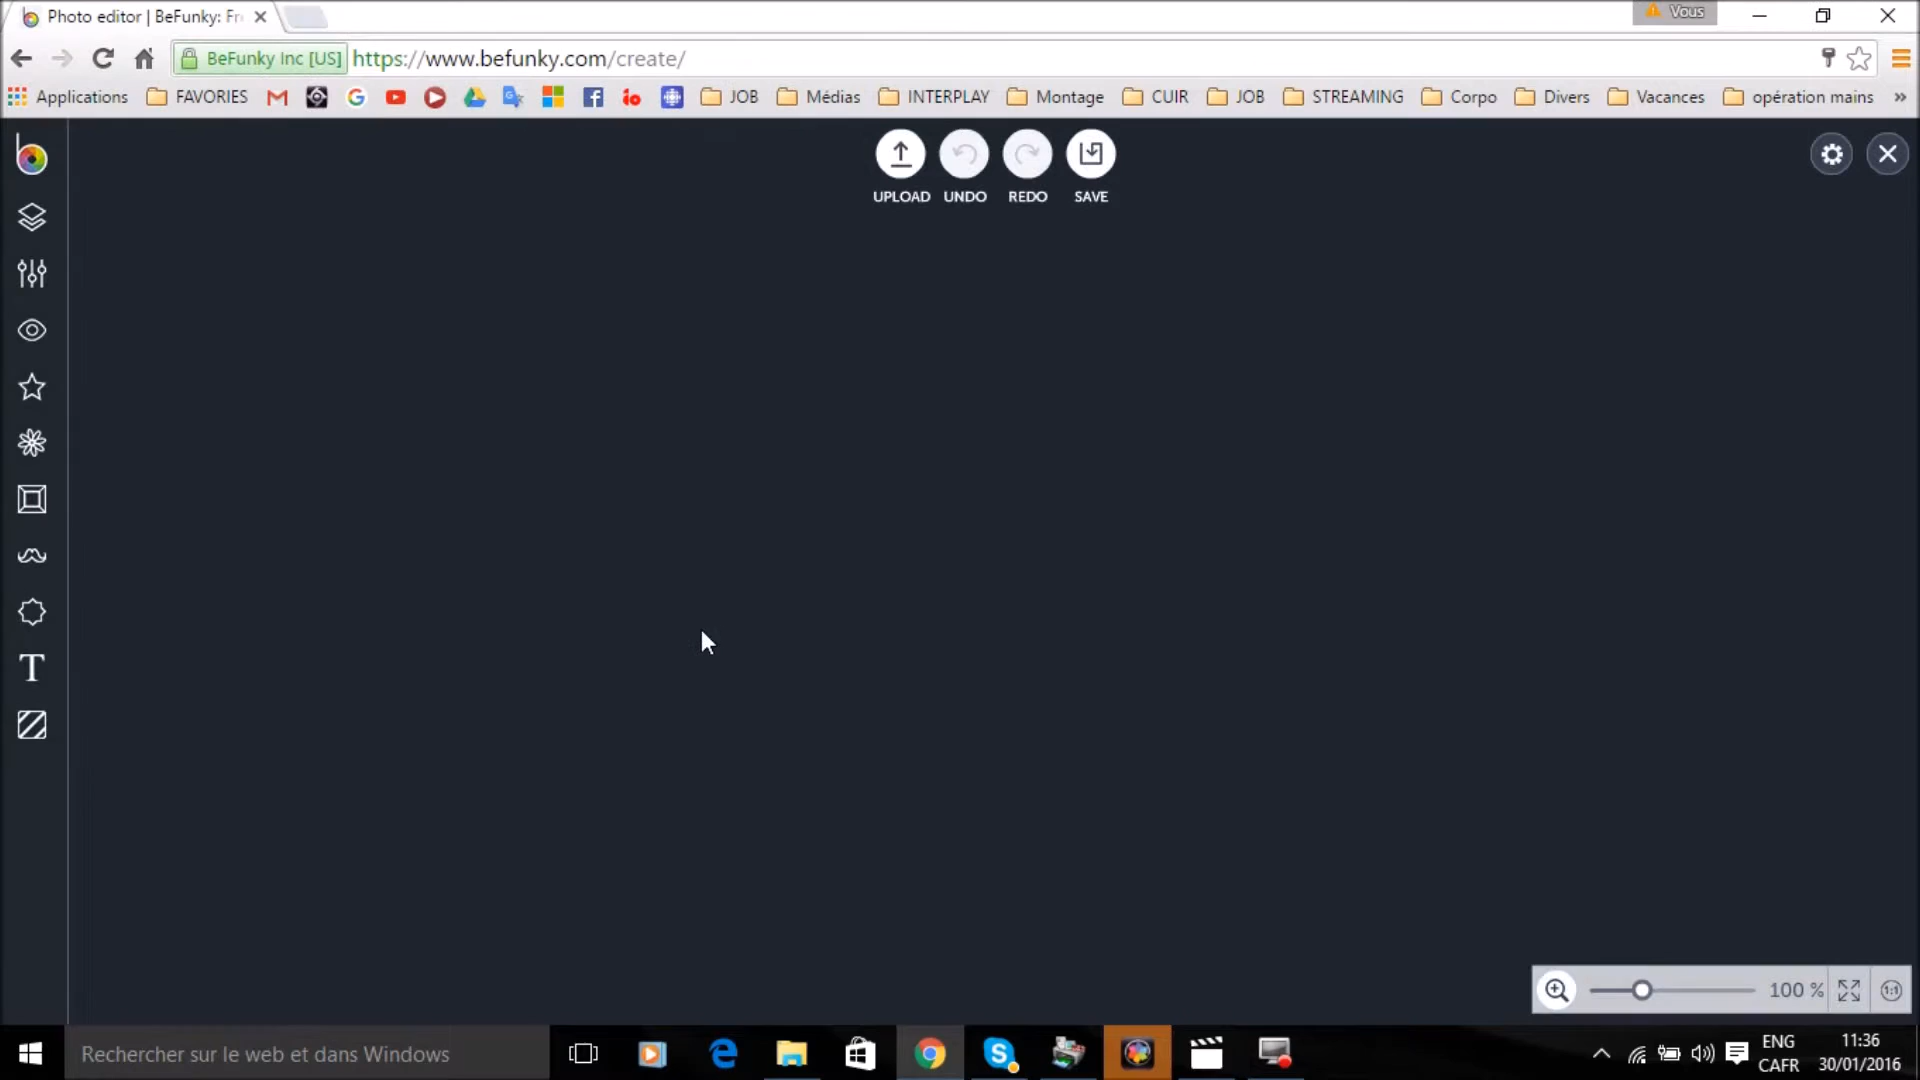 Photo editor | BeFunky: Fr
Vous
BeFunky Inc [US] https://www.befunky.com/create/
Applications FAVORIES JOB Médias INTERPLAY Montage CUIR JOB STREAMING Corpo Divers Vacances opération mains »
UPLOAD UNDO REDO SAVE
T
100 % 1:1
Rechercher sur le web et dans Windows
ENG 11:36
CAFR 30/01/2016